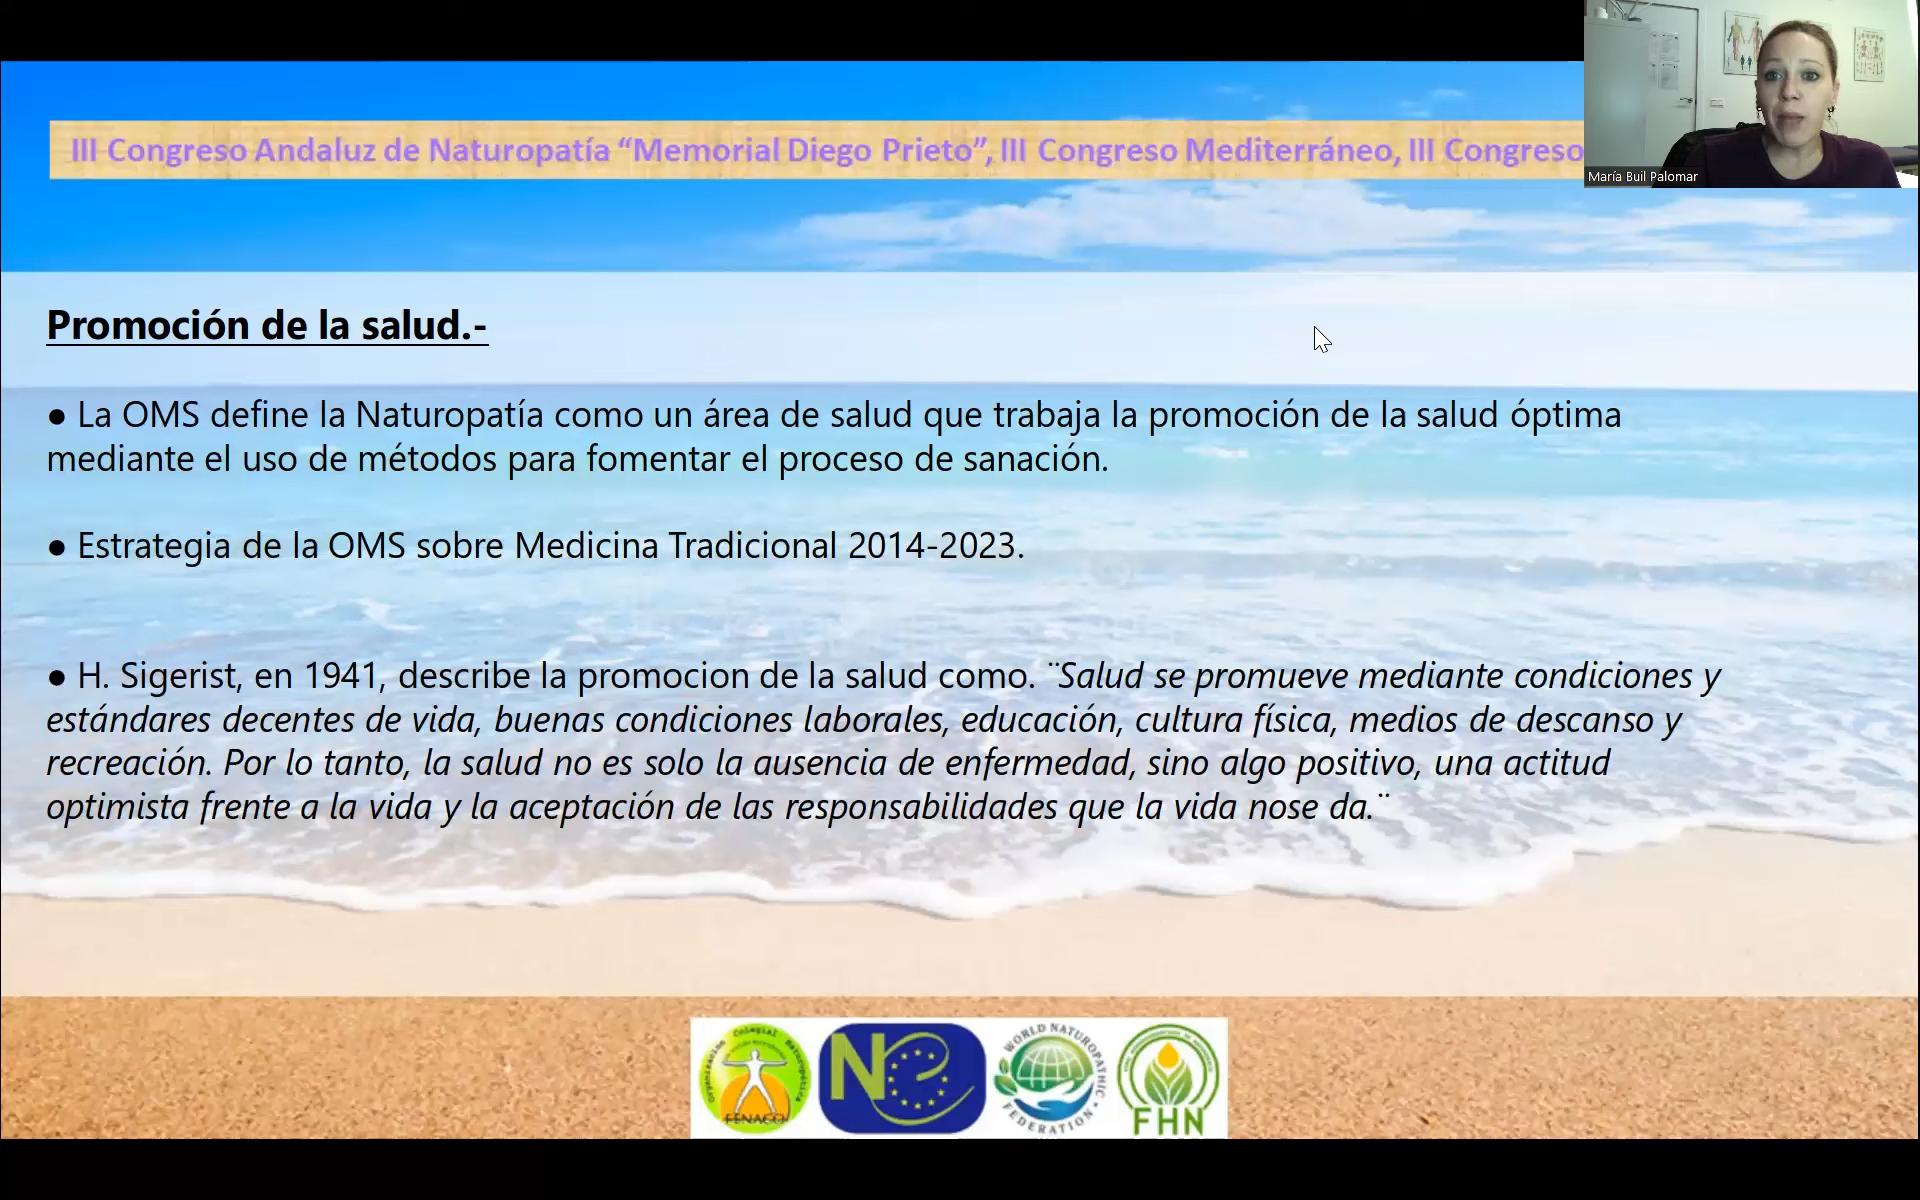 III Congreso Andaluz de Naturopatía “Memorial Diego Prieto”, III Congreso Mediterráneo, III Congreso
María Buil Palomar
Promoción de la salud.-
● La OMS define la Naturopatía como un área de salud que trabaja la promoción de la salud óptima
mediante el uso de métodos para fomentar el proceso de sanación.
● Estrategia de la OMS sobre Medicina Tradicional 2014-2023.
● H. Sigerist, en 1941, describe la promocion de la salud como. ¨Salud se promueve mediante condiciones y
estándares decentes de vida, buenas condiciones laborales, educación, cultura física, medios de descanso y
recreación. Por lo tanto, la salud no es solo la ausencia de enfermedad, sino algo positivo, una actitud
optimista frente a la vida y la aceptación de las responsabilidades que la vida nose da.¨
Organización Colegial Naturopática
FENACO
N e
WORLD NATUROPATHIC FEDERATION
FHN